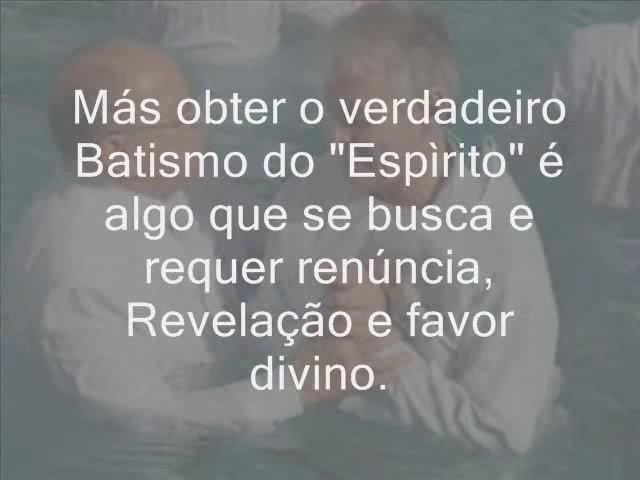 Más obter o verdadeiro
Batismo do "Espìrito" é
algo que se busca e
requer renúncia,
Revelação e favor
divino.